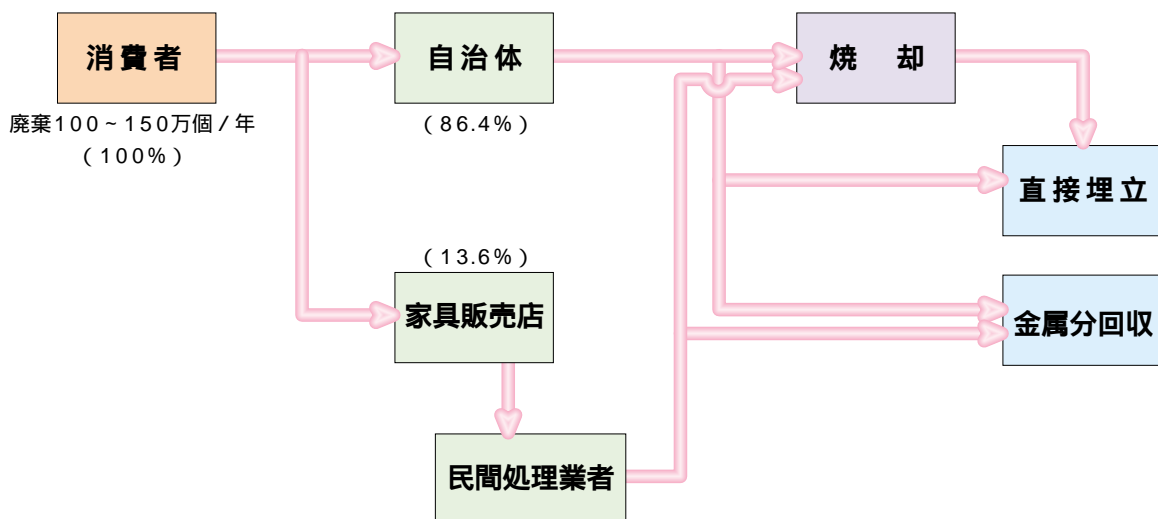 消費者
廃棄100～150万個／年
（100％）
自治体
（86.4％）
焼却
直接埋立
（13.6％）
家具販売店
金属分回収
民間処理業者